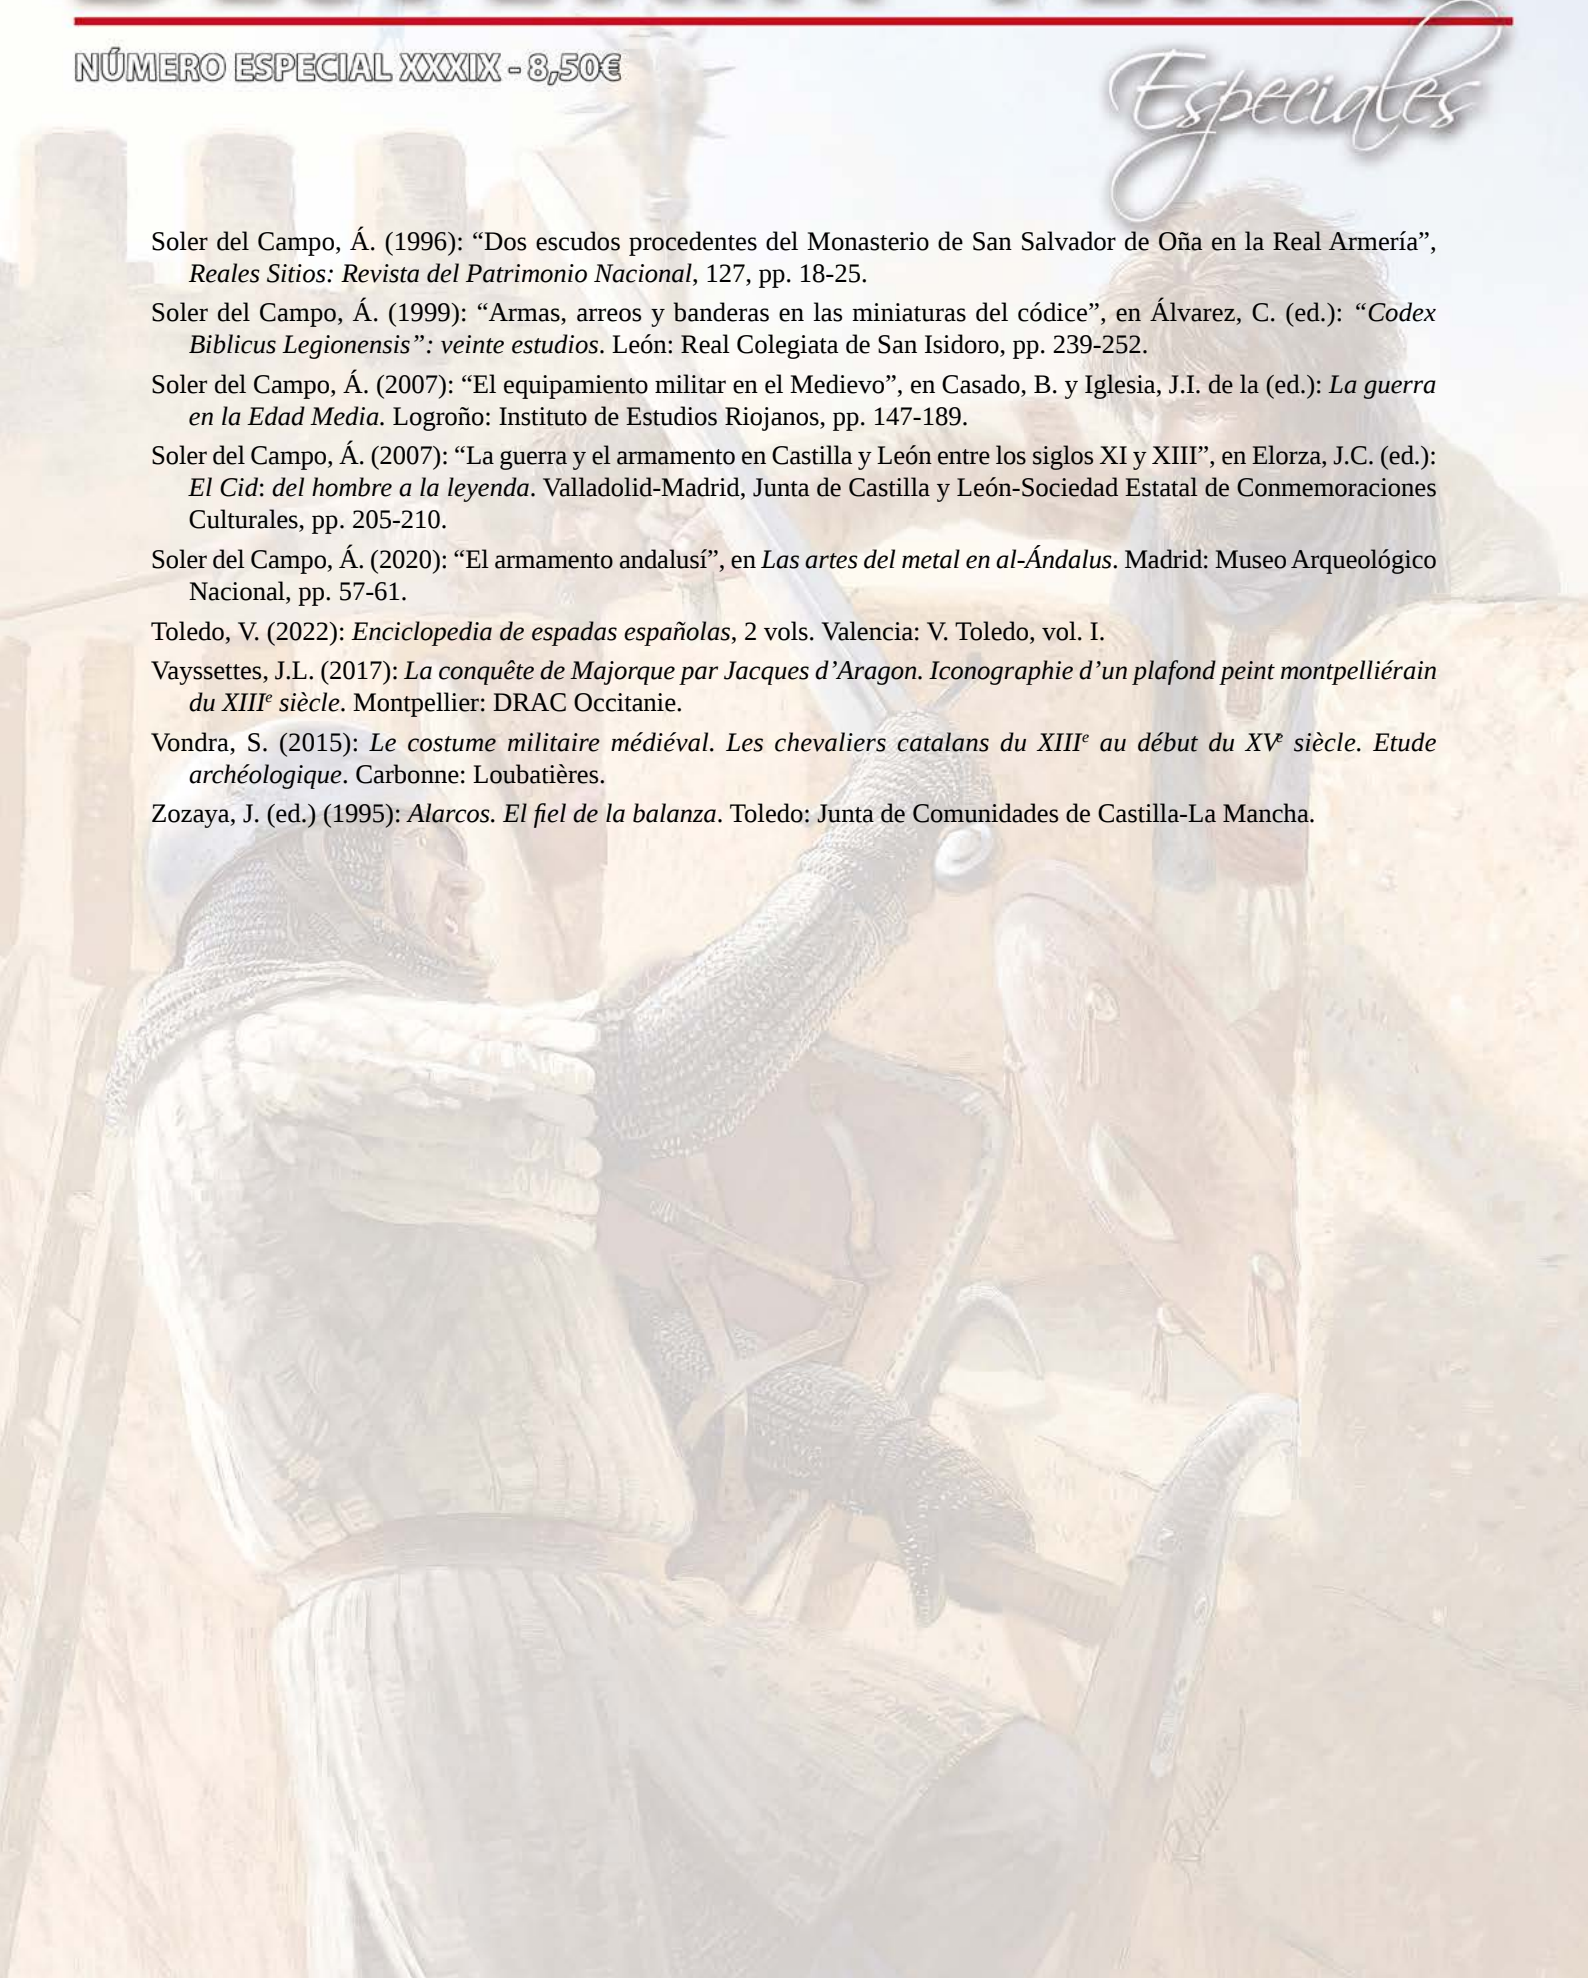 NÚMERO ESPECIAL XXXIX - 8,50€
Especiales
Soler del Campo, Á. (1996): “Dos escudos procedentes del Monasterio de San Salvador de Oña en la Real Armería”,
Reales Sitios: Revista del Patrimonio Nacional, 127, pp. 18-25.
Soler del Campo, Á. (1999): “Armas, arreos y banderas en las miniaturas del códice”, en Álvarez, C. (ed.): “Codex
Biblicus Legionensis”: veinte estudios. León: Real Colegiata de San Isidoro, pp. 239-252.
Soler del Campo, Á. (2007): “El equipamiento militar en el Medievo”, en Casado, B. y Iglesia, J.I. de la (ed.): La guerra
en la Edad Media. Logroño: Instituto de Estudios Riojanos, pp. 147-189.
Soler del Campo, Á. (2007): “La guerra y el armamento en Castilla y León entre los siglos XI y XIII”, en Elorza, J.C. (ed.):
El Cid: del hombre a la leyenda. Valladolid-Madrid, Junta de Castilla y León-Sociedad Estatal de Conmemoraciones
Culturales, pp. 205-210.
Soler del Campo, Á. (2020): “El armamento andalusí”, en Las artes del metal en al-Ándalus. Madrid: Museo Arqueológico
Nacional, pp. 57-61.
Toledo, V. (2022): Enciclopedia de espadas españolas, 2 vols. Valencia: V. Toledo, vol. I.
Vayssettes, J.L. (2017): La conquête de Majorque par Jacques d’Aragon. Iconographie d’un plafond peint montpelliérain
du XIIIᵉ siècle. Montpellier: DRAC Occitanie.
Vondra, S. (2015): Le costume militaire médiéval. Les chevaliers catalans du XIIIᵉ au début du XVᵉ siècle. Etude
archéologique. Carbonne: Loubatières.
Zozaya, J. (ed.) (1995): Alarcos. El fiel de la balanza. Toledo: Junta de Comunidades de Castilla-La Mancha.